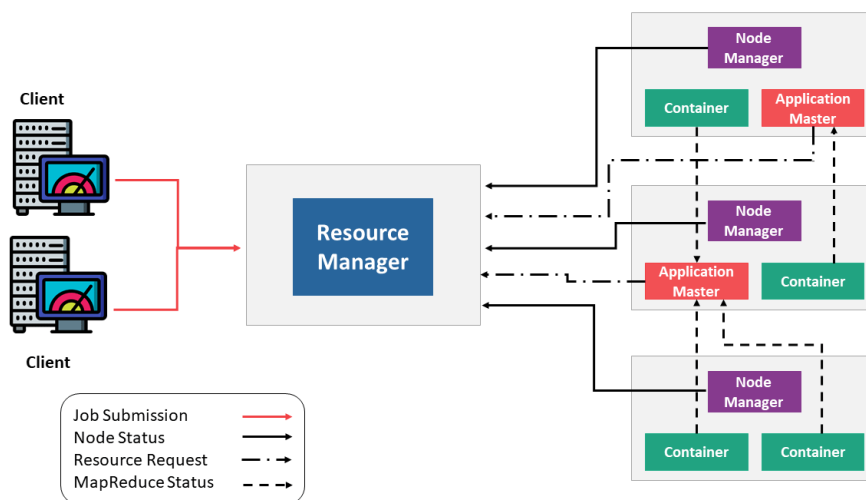 Client
Client
Resource
Manager
Node
Manager
Container
Application
Master
Node
Manager
Application
Master
Container
Node
Manager
Container
Container
Job Submission
Node Status
Resource Request
MapReduce Status